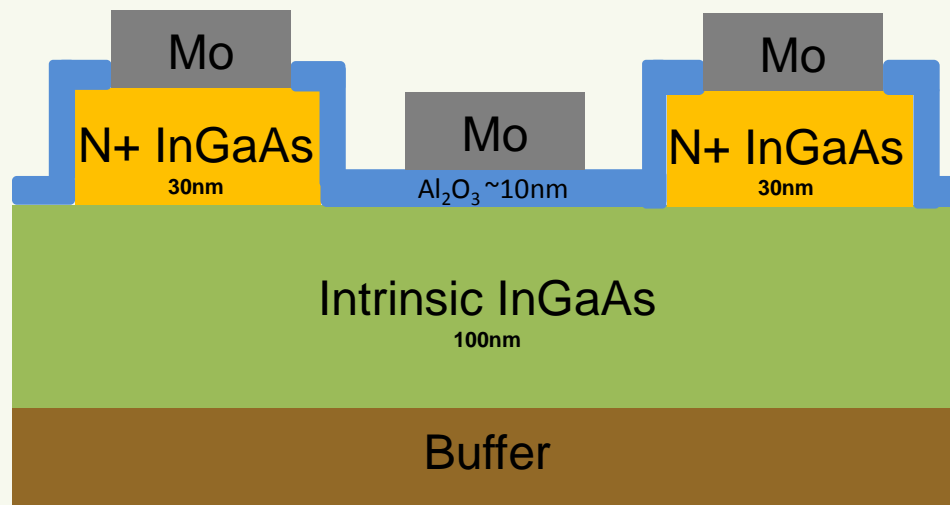 Mo
Mo
Mo
N+ InGaAs
30nm
N+ InGaAs
30nm
Al₂O₃ ~10nm
Intrinsic InGaAs
100nm
Buffer